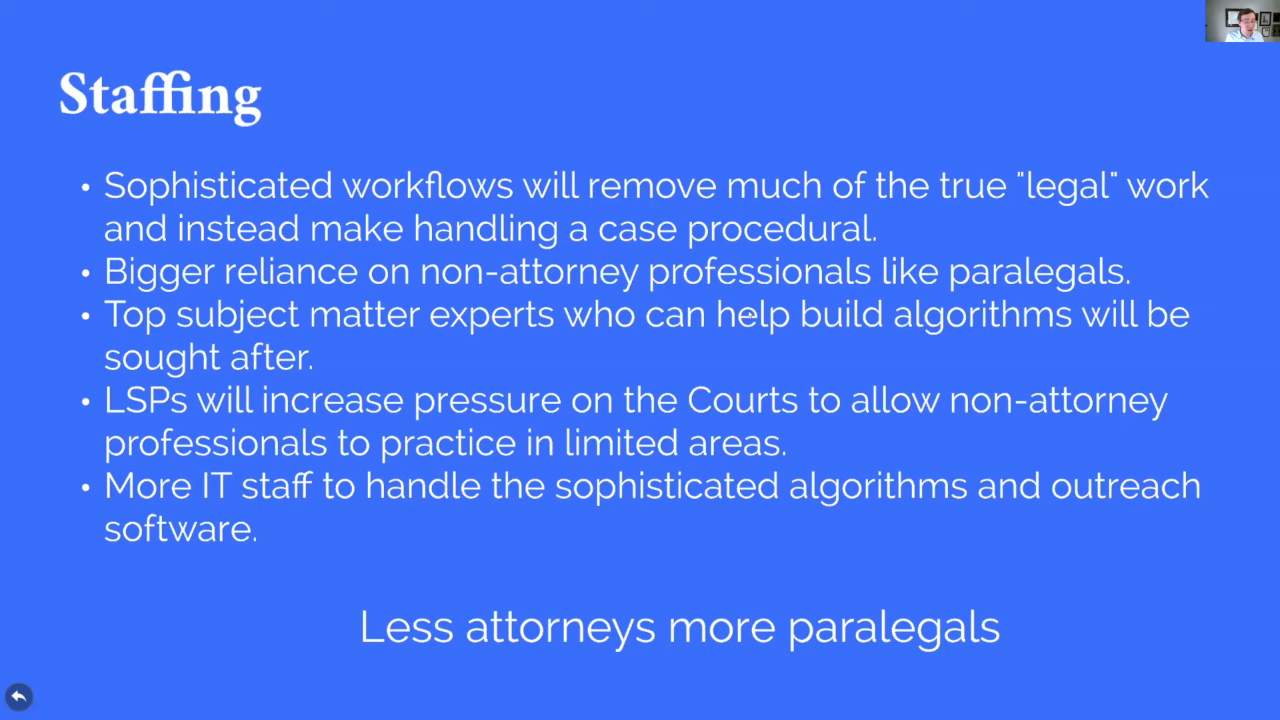 Staffing
• Sophisticated workflows will remove much of the true "legal" work
and instead make handling a case procedural.
• Bigger reliance on non-attorney professionals like paralegals.
• Top subject matter experts who can help build algorithms will be
sought after.
• LSPs will increase pressure on the Courts to allow non-attorney
professionals to practice in limited areas.
• More IT staff to handle the sophisticated algorithms and outreach
software.
Less attorneys more paralegals